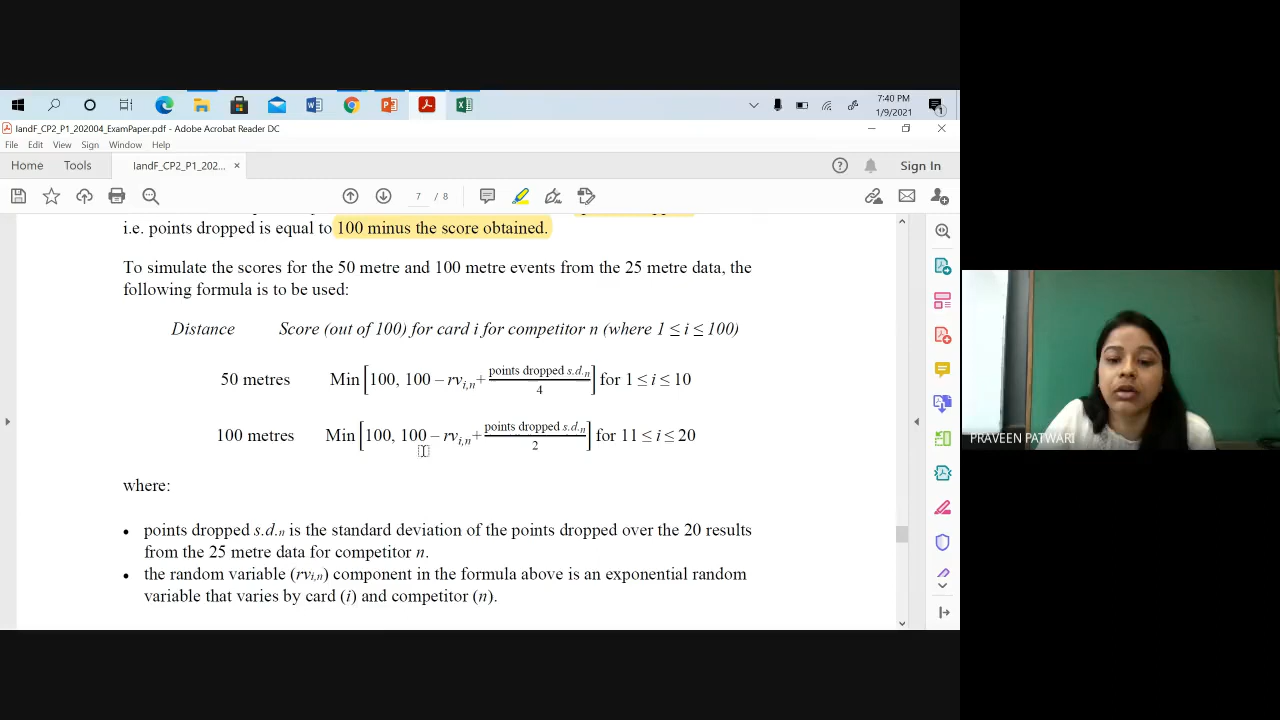 7:40 PM
1/9/2021
IandF_CP2_P1_202004_ExamPaper.pdf - Adobe Acrobat Reader DC
File Edit View Sign Window Help
Home Tools IandF_CP2_P1_202... × Sign In
7 / 8
i.e. points dropped is equal to 100 minus the score obtained.
To simulate the scores for the 50 metre and 100 metre events from the 25 metre data, the
following formula is to be used:
Distance Score (out of 100) for card i for competitor n (where 1 ≤ i ≤ 100)
50 metres Min [100, 100 – rv_{i,n} + points dropped s.d._n / 4] for 1 ≤ i ≤ 10
100 metres Min [100, 100 – rv_{i,n} + points dropped s.d._n / 2] for 11 ≤ i ≤ 20
where:
• points dropped s.d._n is the standard deviation of the points dropped over the 20 results
from the 25 metre data for competitor n.
• the random variable (rv_{i,n}) component in the formula above is an exponential random
variable that varies by card (i) and competitor (n).
PRAVEEN PATWARI